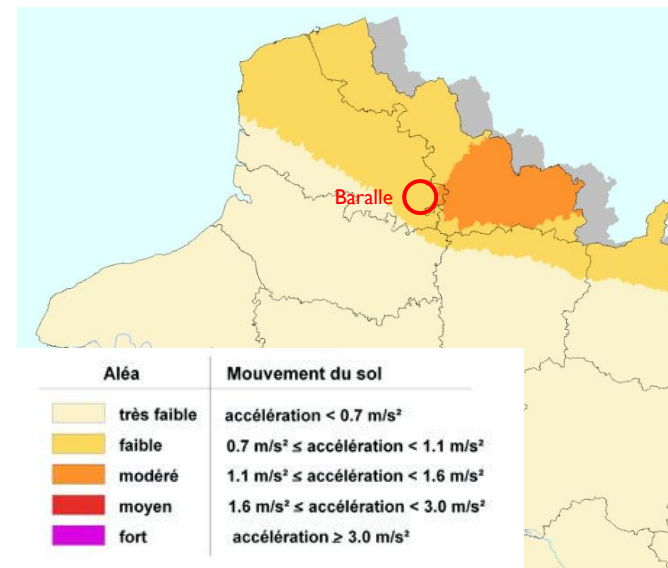 Baralle
Aléa Mouvement du sol
très faible accélération < 0.7 m/s²
faible 0.7 m/s² ≤ accélération < 1.1 m/s²
modéré 1.1 m/s² ≤ accélération < 1.6 m/s²
moyen 1.6 m/s² ≤ accélération < 3.0 m/s²
fort accélération ≥ 3.0 m/s²